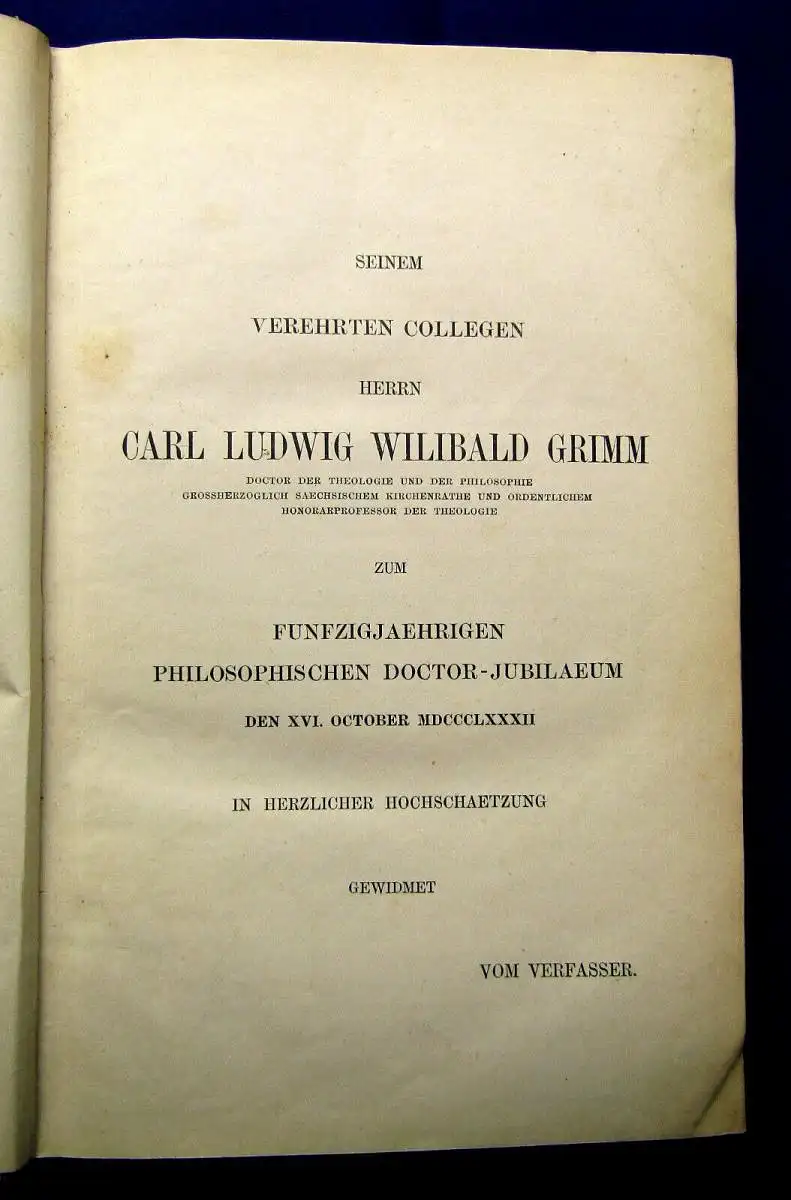 SEINEM
VEREHRTEN COLLEGEN
HERRN
CARL LUDWIG WILIBALD GRIMM
DOCTOR DER THEOLOGIE UND DER PHILOSOPHIE
GROSSHERZOGLICH SAECHSISCHEM KIRCHENRATHE UND ORDENTLICHEM
HONORARPROFESSOR DER THEOLOGIE
ZUM
FUNFZIGJAEHRIGEN
PHILOSOPHISCHEN DOCTOR-JUBILAEUM
DEN XVI. OCTOBER MDCCCLXXXII
IN HERZLICHER HOCHSCHAETZUNG
GEWIDMET
VOM VERFASSER.